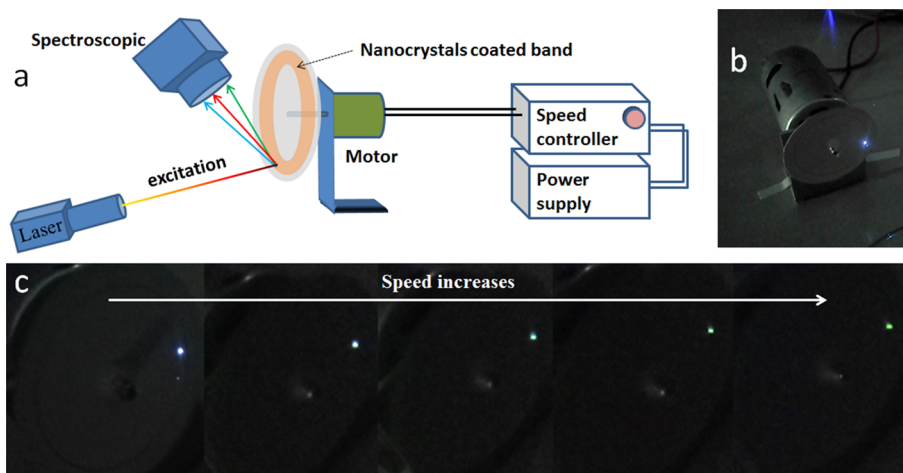 a
Spectroscopic
Nanocrystals coated band
excitation
Laser
Motor
Speed
controller
Power
supply
b
c
Speed increases